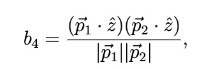 $b_4 = \frac{(\vec{p}_1 \cdot \hat{z})(\vec{p}_2 \cdot \hat{z})}{|\vec{p}_1||\vec{p}_2|},$